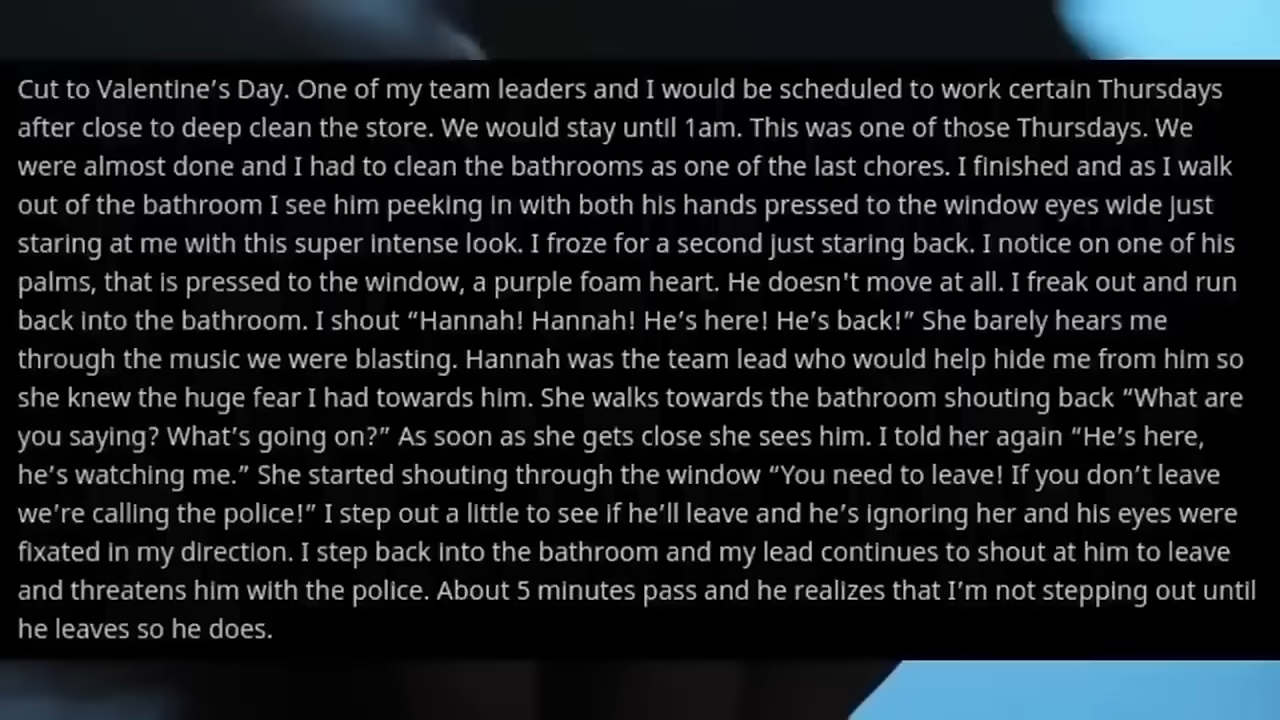 Cut to Valentine’s Day. One of my team leaders and I would be scheduled to work certain Thursdays
after close to deep clean the store. We would stay until 1am. This was one of those Thursdays. We
were almost done and I had to clean the bathrooms as one of the last chores. I finished and as I walk
out of the bathroom I see him peeking in with both his hands pressed to the window eyes wide just
staring at me with this super intense look. I froze for a second just staring back. I notice on one of his
palms, that is pressed to the window, a purple foam heart. He doesn't move at all. I freak out and run
back into the bathroom. I shout “Hannah! Hannah! He’s here! He’s back!” She barely hears me
through the music we were blasting. Hannah was the team lead who would help hide me from him so
she knew the huge fear I had towards him. She walks towards the bathroom shouting back “What are
you saying? What’s going on?” As soon as she gets close she sees him. I told her again “He’s here,
he’s watching me.” She started shouting through the window “You need to leave! If you don’t leave
we’re calling the police!” I step out a little to see if he’ll leave and he’s ignoring her and his eyes were
fixated in my direction. I step back into the bathroom and my lead continues to shout at him to leave
and threatens him with the police. About 5 minutes pass and he realizes that I’m not stepping out until
he leaves so he does.